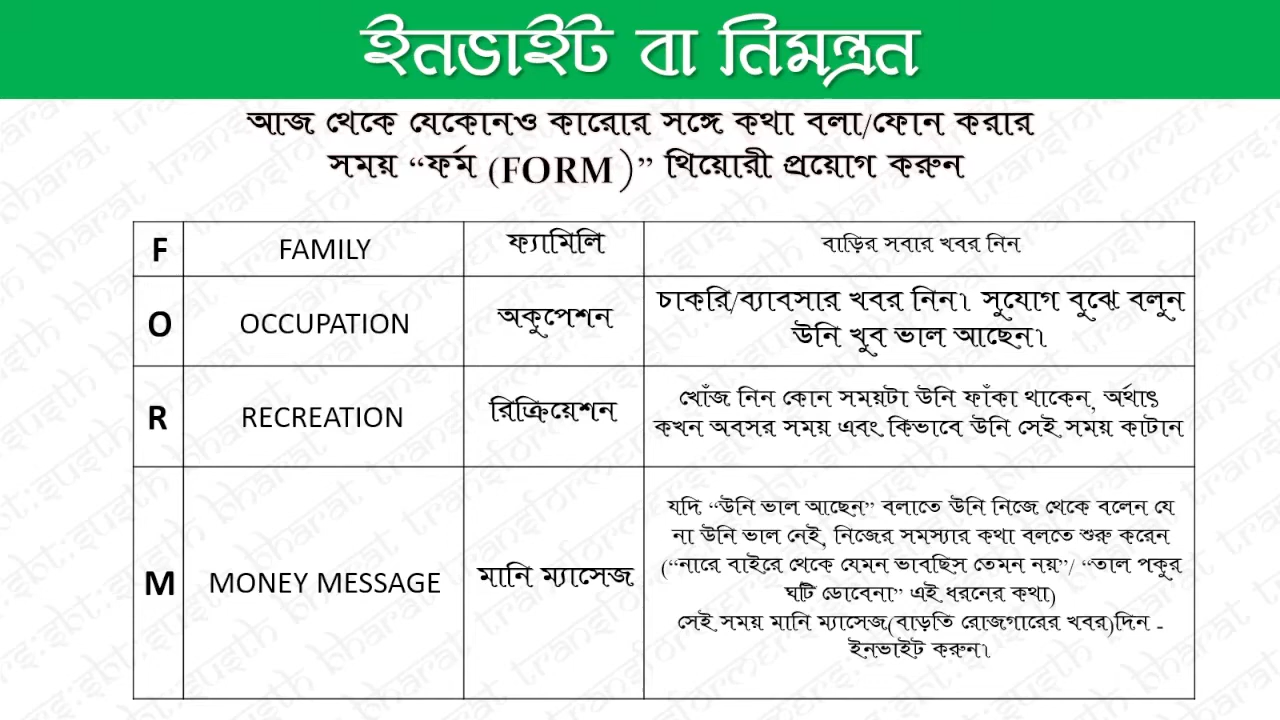 ইনভাইট বা নিমন্ত্রন
আজ থেকে যেকোনও কারোর সঙ্গে কথা বলা/ফোন করার
সময় “ফর্ম (FORM)” থিয়োরী প্রয়োগ করুন
F FAMILY ফ্যামিলি বাড়ির সবার খবর নিন
O OCCUPATION অকুপেশন চাকরি/ব্যাবসার খবর নিন। সুযোগ বুঝে বলুন
উনি খুব ভাল আছেন।
R RECREATION রিক্রিয়েশন খোঁজ নিন কোন সময়টা উনি ফাঁকা থাকেন, অর্থাৎ
কখন অবসর সময় এবং কিভাবে উনি সেই সময় কাটান
M MONEY MESSAGE মানি ম্যাসেজ যদি “উনি ভাল আছেন” বলাতে উনি নিজে থেকে বলেন যে
না উনি ভাল নেই, নিজের সমস্যার কথা বলতে শুরু করেন
(“নারে বাইরে থেকে যেমন ভাবছিস তেমন নয়”/ “তাল পকুর
ঘটি ডোবেনা” এই ধরনের কথা)
সেই সময় মানি ম্যাসেজ(বাড়তি রোজগারের খবর)দিন -
ইনভাইট করুন।